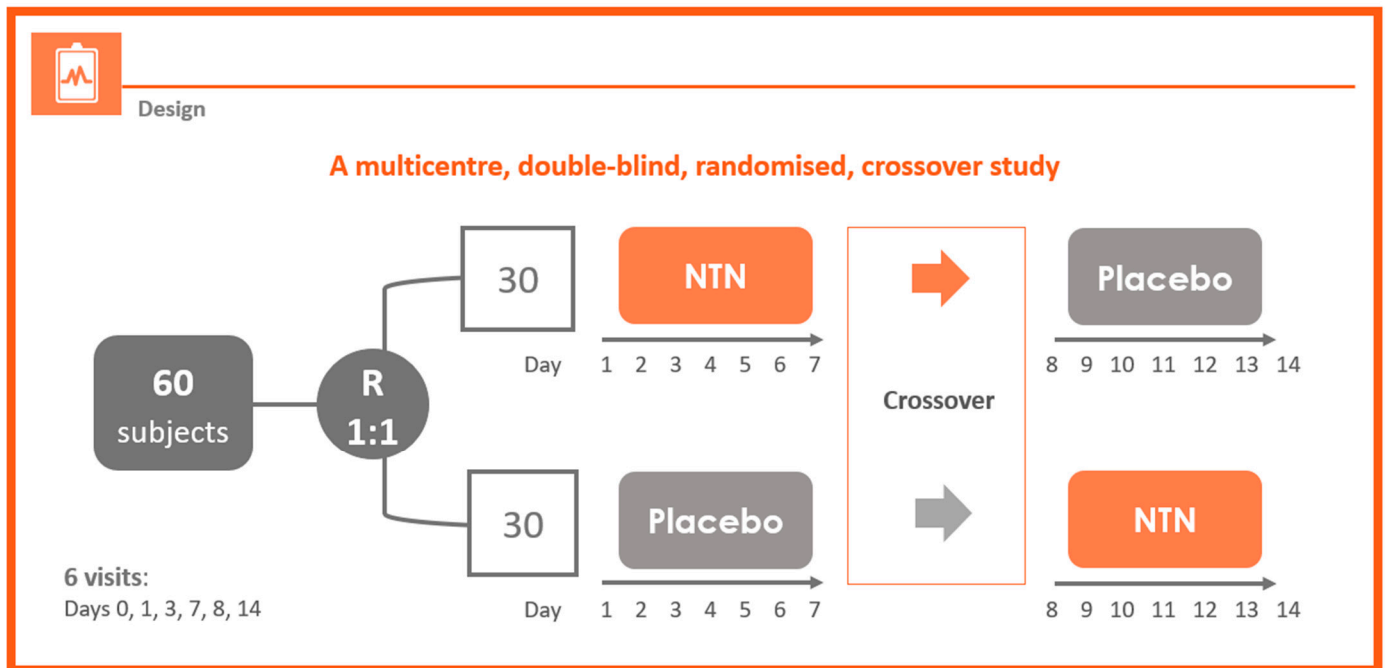 Design
A multicentre, double-blind, randomised, crossover study
60
subjects
R
1:1
30
NTN
Placebo
Day 1 2 3 4 5 6 7
8 9 10 11 12 13 14
Crossover
30
Placebo
NTN
Day 1 2 3 4 5 6 7
8 9 10 11 12 13 14
6 visits:
Days 0, 1, 3, 7, 8, 14